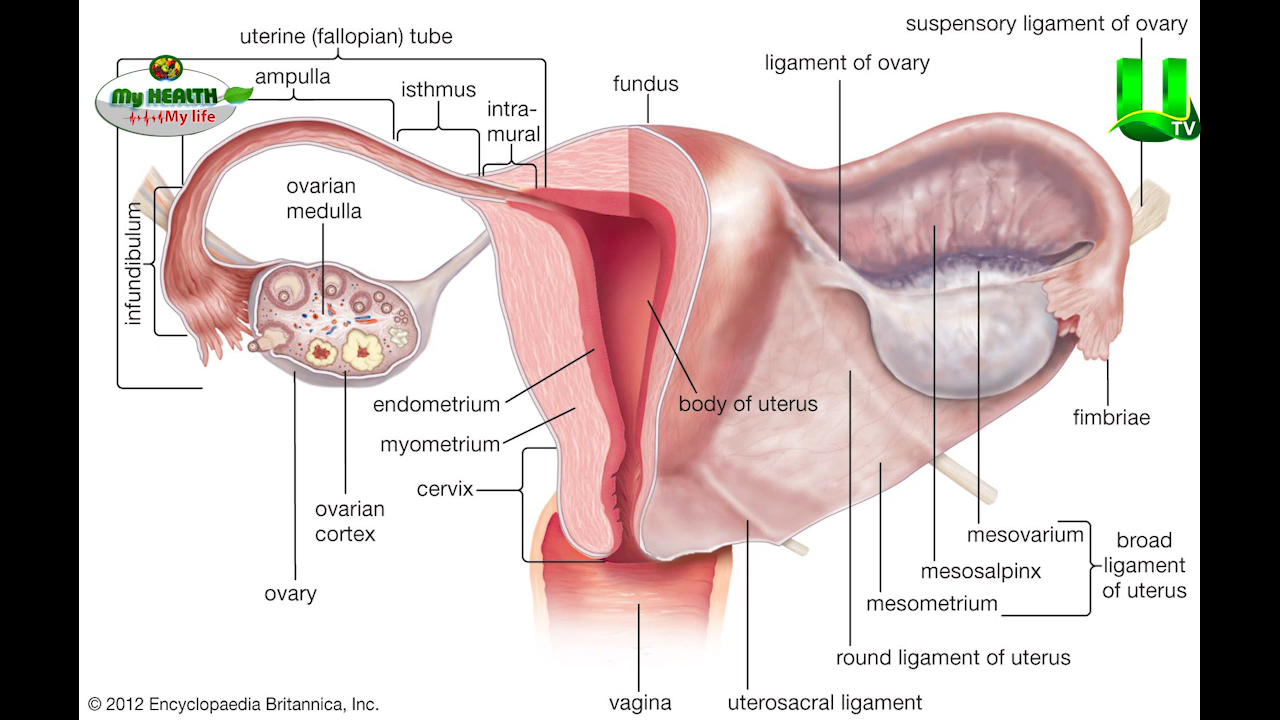 suspensory ligament of ovary
uterine (fallopian) tube
ligament of ovary
ampulla
isthmus
fundus
intra-
mural
My HEALTH
My life
U
TV
ovarian
medulla
infundibulum
endometrium
body of uterus
myometrium
fimbriae
cervix
ovarian
cortex
mesovarium
broad
ligament
of uterus
mesosalpinx
mesometrium
ovary
round ligament of uterus
© 2012 Encyclopaedia Britannica, Inc.
vagina
uterosacral ligament